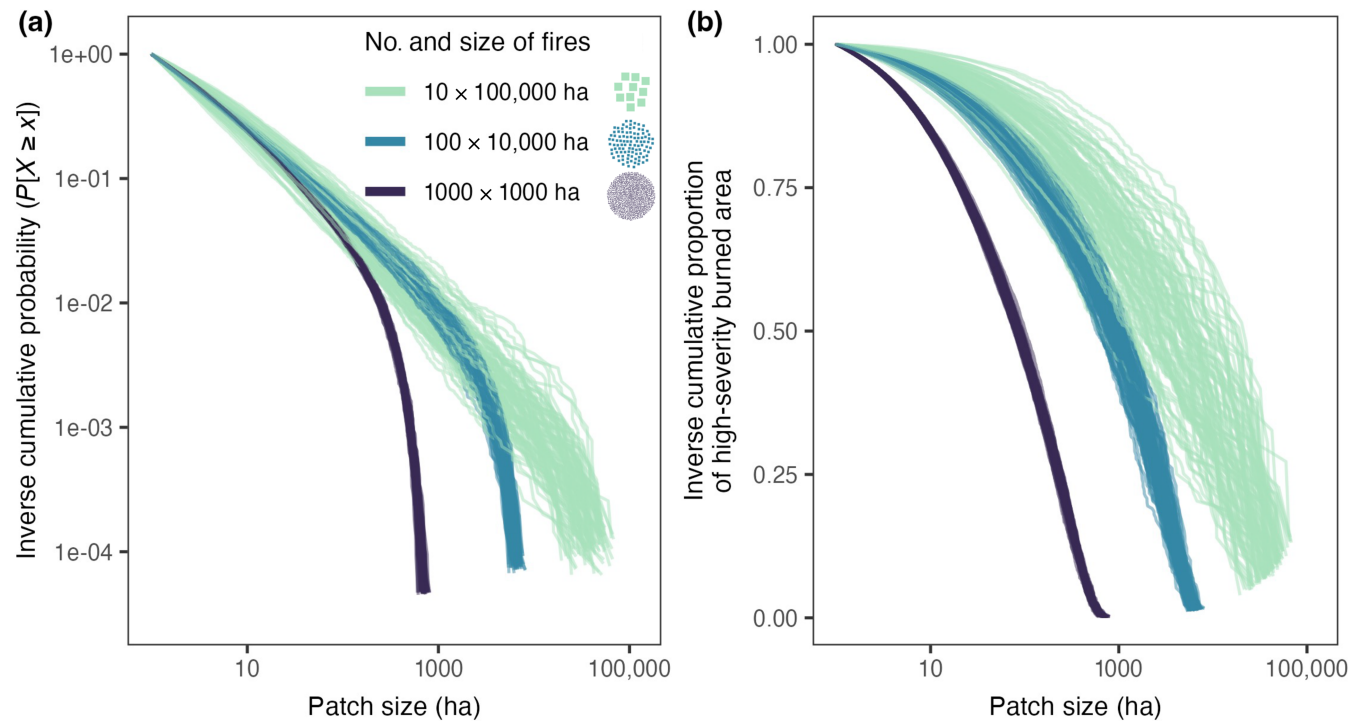 (a)
Inverse cumulative probability (P[X ≥ x])
1e+00
1e-01
1e-02
1e-03
1e-04
No. and size of fires
10 × 100,000 ha
100 × 10,000 ha
1000 × 1000 ha
10
1000
100,000
Patch size (ha)
(b)
Inverse cumulative proportion
of high-severity burned area
1.00
0.75
0.50
0.25
0.00
10
1000
100,000
Patch size (ha)